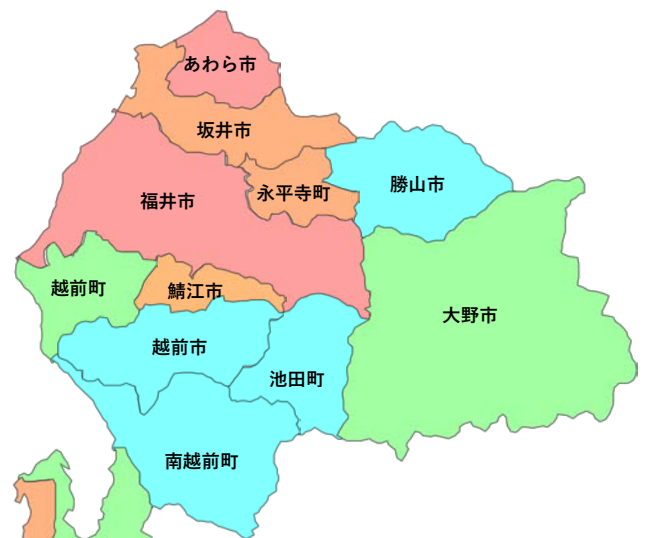 あわら市
坂井市
永平寺町
勝山市
福井市
越前町
鯖江市
大野市
越前市
池田町
南越前町